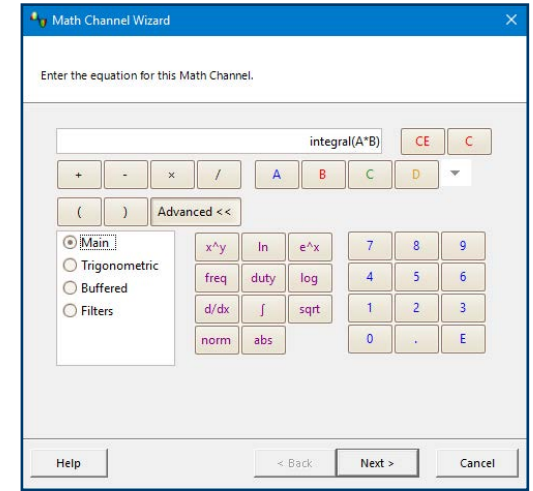 Math Channel Wizard
Enter the equation for this Math Channel.
integral(A*B) CE C
+ - × / A B C D
( ) Advanced <<
Main x^y ln e^x 7 8 9
Trigonometric freq duty log 4 5 6
Buffered d/dx ∫ sqrt 1 2 3
Filters norm abs 0 . E
Help < Back Next > Cancel